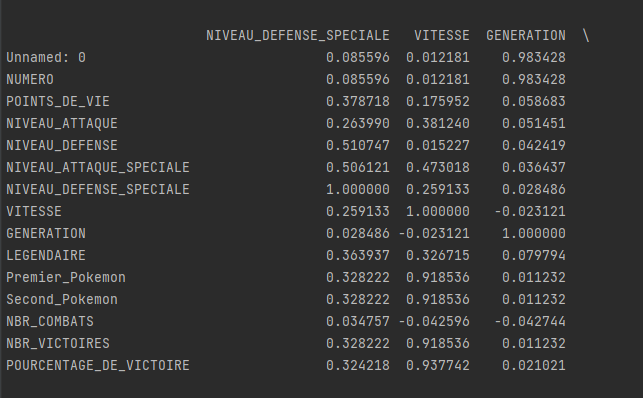 NIVEAU_DEFENSE_SPECIALE VITESSE GENERATION \
Unnamed: 0 0.085596 0.012181 0.983428
NUMERO 0.085596 0.012181 0.983428
POINTS_DE_VIE 0.378718 0.175952 0.058683
NIVEAU_ATTAQUE 0.263990 0.381240 0.051451
NIVEAU_DEFENSE 0.510747 0.015227 0.042419
NIVEAU_ATTAQUE_SPECIALE 0.506121 0.473018 0.036437
NIVEAU_DEFENSE_SPECIALE 1.000000 0.259133 0.028486
VITESSE 0.259133 1.000000 -0.023121
GENERATION 0.028486 -0.023121 1.000000
LEGENDAIRE 0.363937 0.326715 0.079794
Premier_Pokemon 0.328222 0.918536 0.011232
Second_Pokemon 0.328222 0.918536 0.011232
NBR_COMBATS 0.034757 -0.042596 -0.042744
NBR_VICTOIRES 0.328222 0.918536 0.011232
POURCENTAGE_DE_VICTOIRE 0.324218 0.937742 0.021021